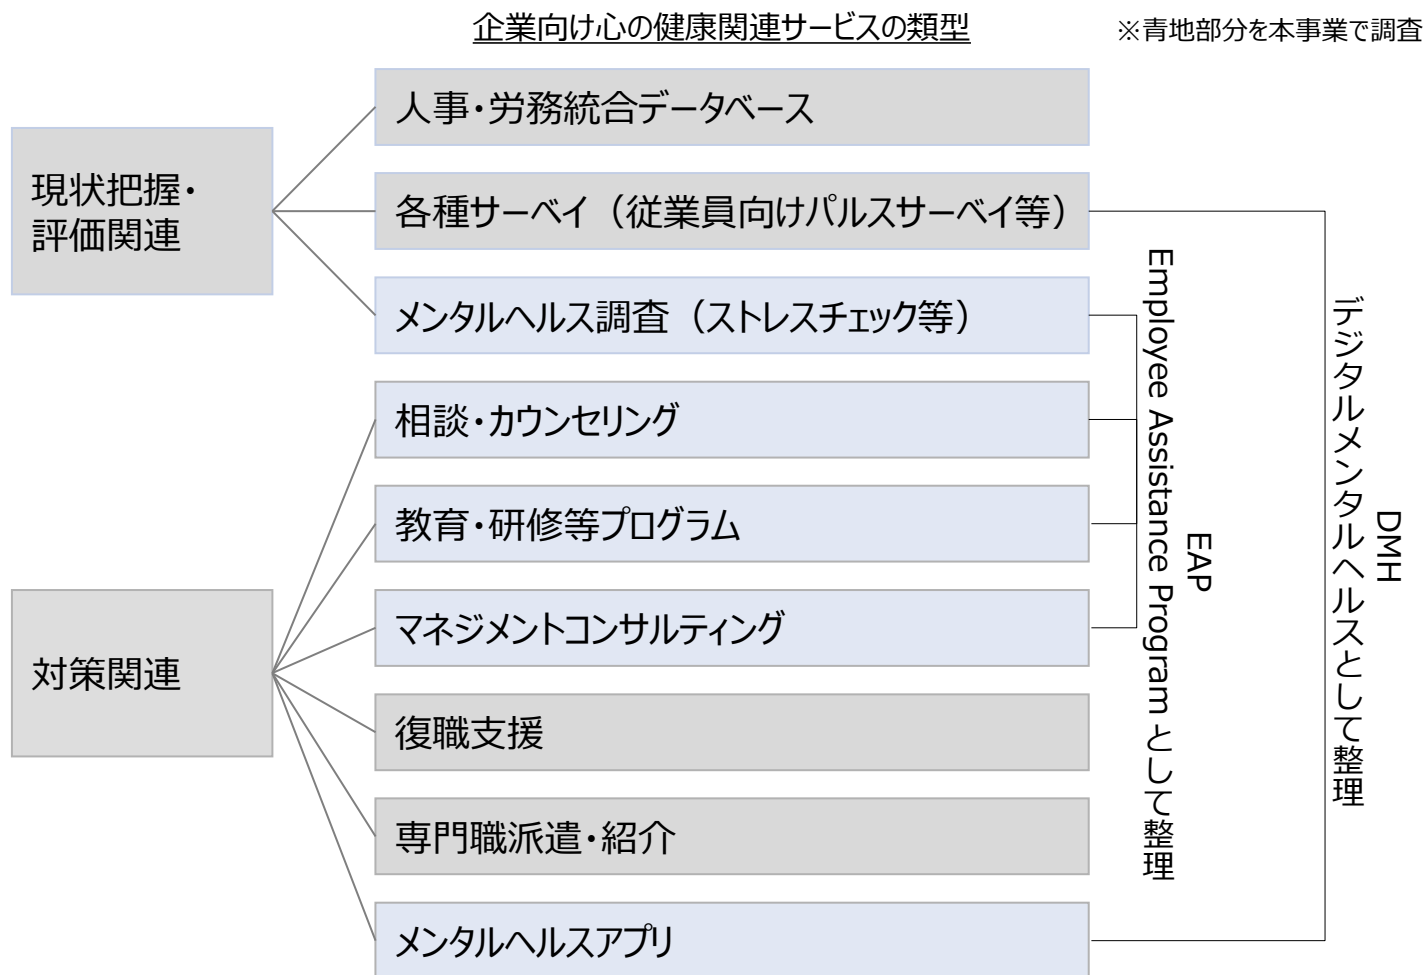 企業向け心の健康関連サービスの類型
※青地部分を本事業で調査
現状把握・
評価関連
人事・労務統合データベース
各種サーベイ（従業員向けパルスサーベイ等）
メンタルヘルス調査（ストレスチェック等）
対策関連
相談・カウンセリング
教育・研修等プログラム
マネジメントコンサルティング
復職支援
専門職派遣・紹介
メンタルヘルスアプリ
EAP
Employee Assistance Program として整理
DMH
デジタルメンタルヘルスとして整理